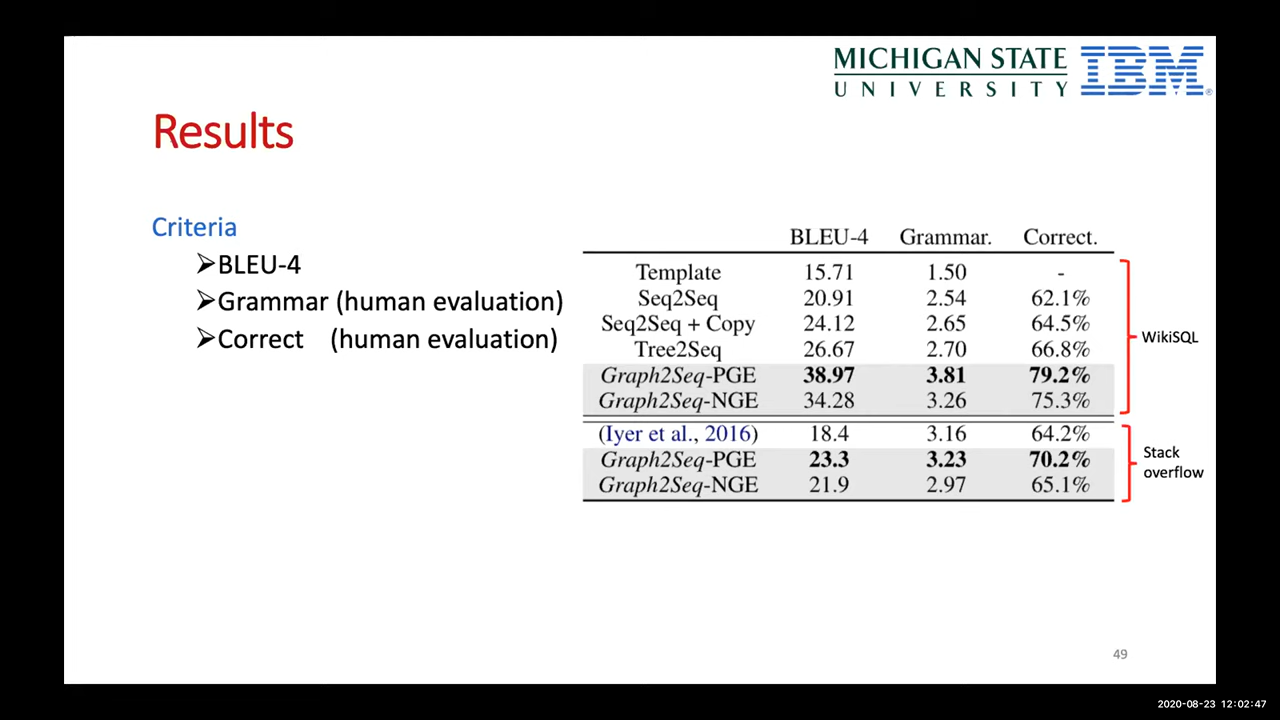 MICHIGAN STATE
UNIVERSITY
IBM®
Results
Criteria
➢BLEU-4
➢Grammar (human evaluation)
➢Correct (human evaluation)
BLEU-4 Grammar. Correct.
Template 15.71 1.50 -
Seq2Seq 20.91 2.54 62.1%
Seq2Seq + Copy 24.12 2.65 64.5%
Tree2Seq 26.67 2.70 66.8%
Graph2Seq-PGE 38.97 3.81 79.2%
Graph2Seq-NGE 34.28 3.26 75.3%
WikiSQL
(Iyer et al., 2016) 18.4 3.16 64.2%
Graph2Seq-PGE 23.3 3.23 70.2%
Graph2Seq-NGE 21.9 2.97 65.1%
Stack
overflow
49
2020-08-23 12:02:47